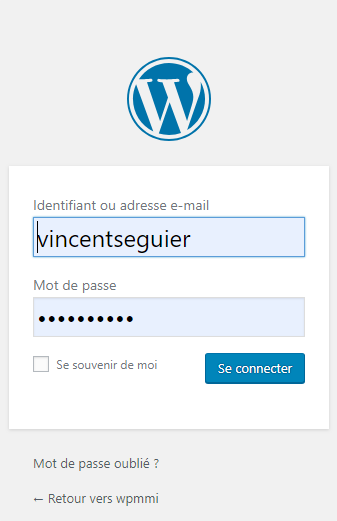 Identifiant ou adresse e-mail
vincentseguier
Mot de passe
••••••••••
Se souvenir de moi
Se connecter
Mot de passe oublié ?
← Retour vers wpmmi